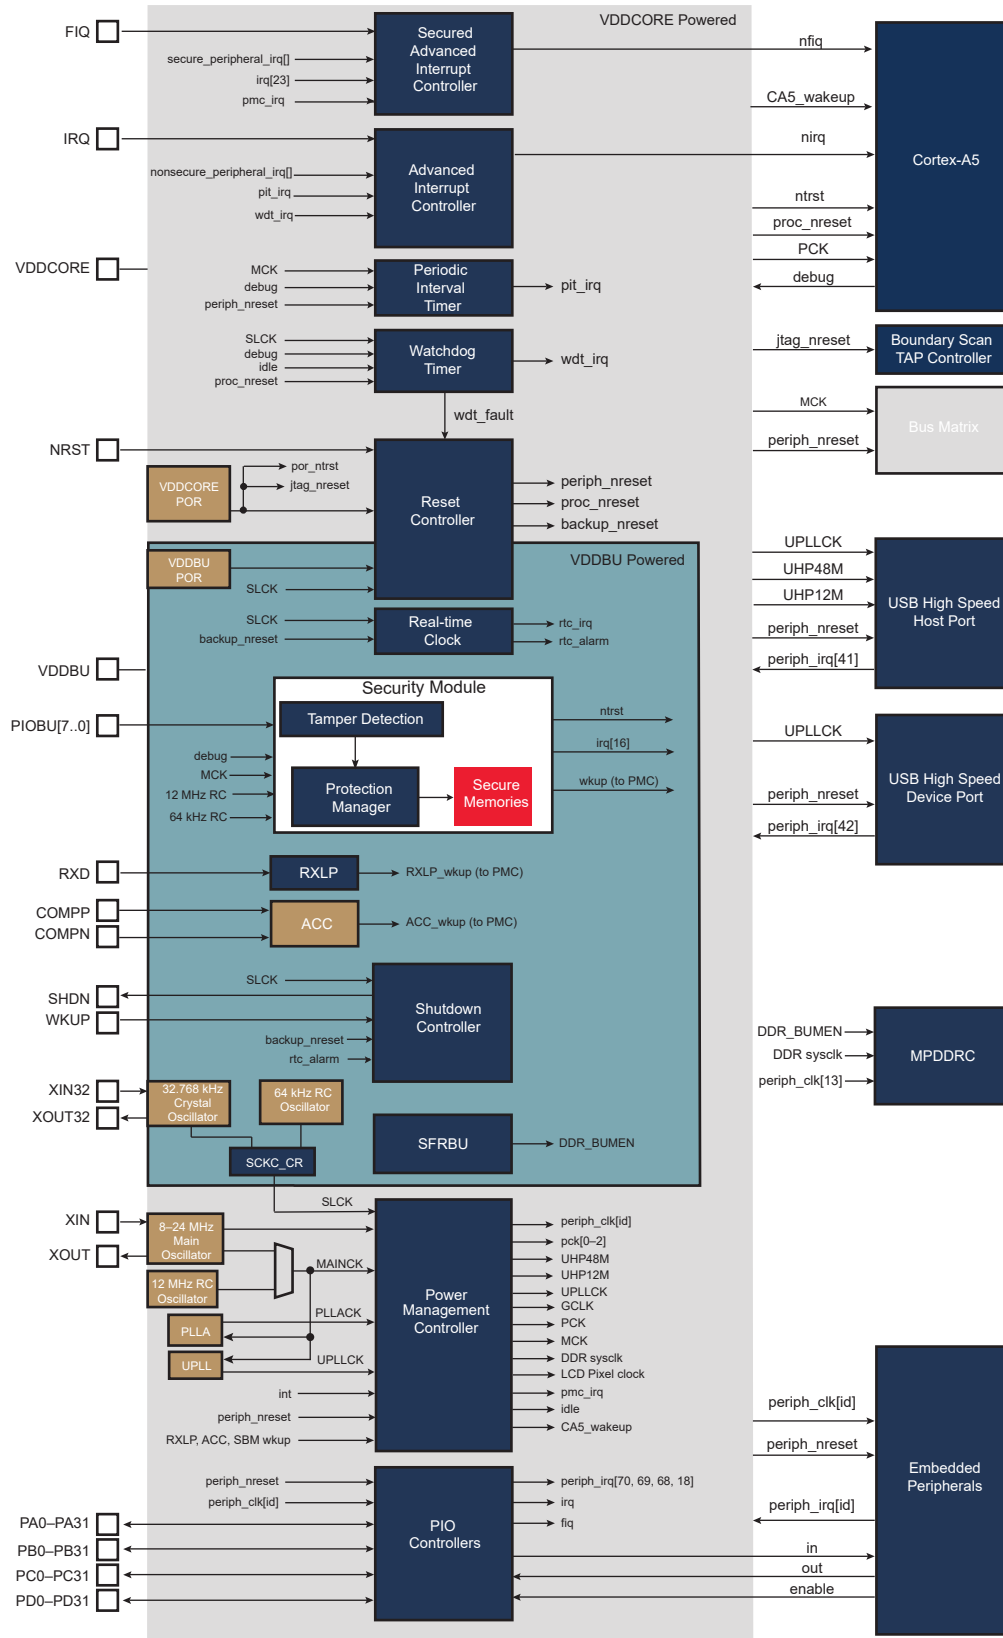 VDDCORE Powered
FIQ
secure_peripheral_irq[]
irq[23]
pmc_irq
Secured
Advanced
Interrupt
Controller
nfiq
CA5_wakeup
IRQ
nonsecure_peripheral_irq[]
pit_irq
wdt_irq
Advanced
Interrupt
Controller
nirq
Cortex-A5
ntrst
proc_nreset
PCK
debug
VDDCORE
MCK
debug
periph_nreset
Periodic
Interval
Timer
pit_irq
SLCK
debug
idle
proc_nreset
Watchdog
Timer
wdt_irq
wdt_fault
jtag_nreset
Boundary Scan
TAP Controller
MCK
periph_nreset
Bus Matrix
NRST
VDDCORE
POR
por_ntrst
jtag_nreset
Reset
Controller
periph_nreset
proc_nreset
backup_nreset
VDDBU Powered
VDDBU
POR
SLCK
SLCK
backup_nreset
Real-time
Clock
rtc_irq
rtc_alarm
UPLLCK
UHP48M
UHP12M
periph_nreset
periph_irq[41]
USB High Speed
Host Port
VDDBU
PIOBU[7..0]
Security Module
Tamper Detection
debug
MCK
12 MHz RC
64 kHz RC
Protection
Manager
Secure
Memories
ntrst
irq[16]
wkup (to PMC)
UPLLCK
periph_nreset
periph_irq[42]
USB High Speed
Device Port
RXD
RXLP
RXLP_wkup (to PMC)
COMPP
COMPN
ACC
ACC_wkup (to PMC)
SHDN
WKUP
SLCK
backup_nreset
rtc_alarm
Shutdown
Controller
DDR_BUMEN
DDR sysclk
periph_clk[13]
MPDDRC
XIN32
XOUT32
32.768 kHz
Crystal
Oscillator
64 kHz RC
Oscillator
SCKC_CR
SFRBU
DDR_BUMEN
SLCK
XIN
XOUT
8–24 MHz
Main
Oscillator
12 MHz RC
Oscillator
MAINCK
PLLACK
PLLA
UPLL
UPLLCK
int
periph_nreset
RXLP, ACC, SBM wkup
Power
Management
Controller
periph_clk[id]
pck[0–2]
UHP48M
UHP12M
UPLLCK
GCLK
PCK
MCK
DDR sysclk
LCD Pixel clock
pmc_irq
idle
CA5_wakeup
periph_clk[id]
periph_nreset
periph_irq[id]
in
out
enable
Embedded
Peripherals
periph_nreset
periph_clk[id]
PIO
Controllers
periph_irq[70, 69, 68, 18]
irq
fiq
PA0–PA31
PB0–PB31
PC0–PC31
PD0–PD31